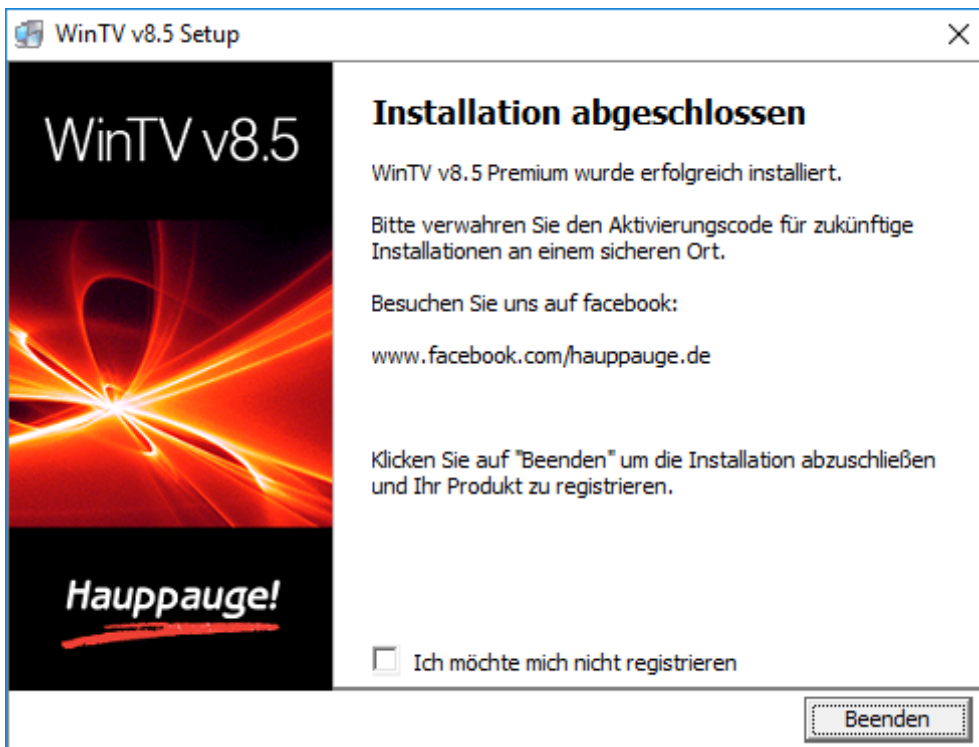 WinTV v8.5 Setup
WinTV v8.5
Installation abgeschlossen
WinTV v8.5 Premium wurde erfolgreich installiert.
Bitte verwahren Sie den Aktivierungscode für zukünftige
Installationen an einem sicheren Ort.
Besuchen Sie uns auf facebook:
www.facebook.com/hauppauge.de
Klicken Sie auf "Beenden" um die Installation abzuschließen
und Ihr Produkt zu registrieren.
Hauppauge!
Ich möchte mich nicht registrieren
Beenden